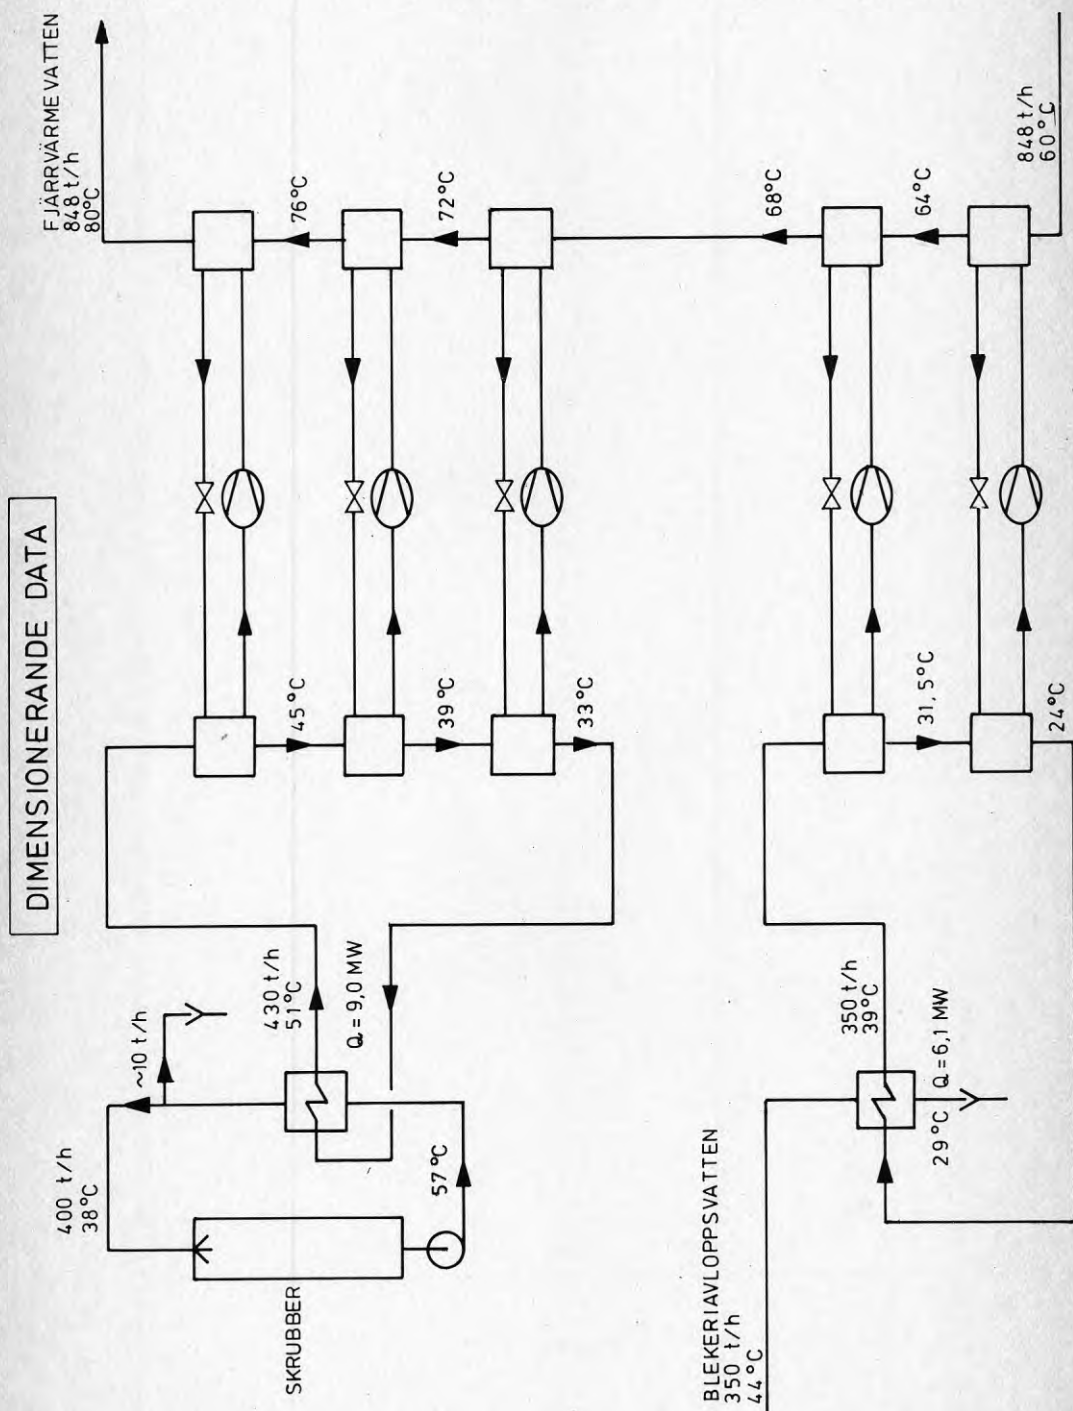 DIMENSIONERANDE DATA
FJÄRRVÄRMEVATTEN
848 t/h
80°C
76°C
72°C
68°C
64°C
848 t/h
60°C
45°C
39°C
33°C
31,5°C
24°C
~10 t/h
430 t/h
51°C
Q = 9,0 MW
400 t/h
38°C
57°C
SKRUBBER
350 t/h
39°C
29°C Q = 6,1 MW
BLEKERIAVLOPPSVATTEN
350 t/h
44°C